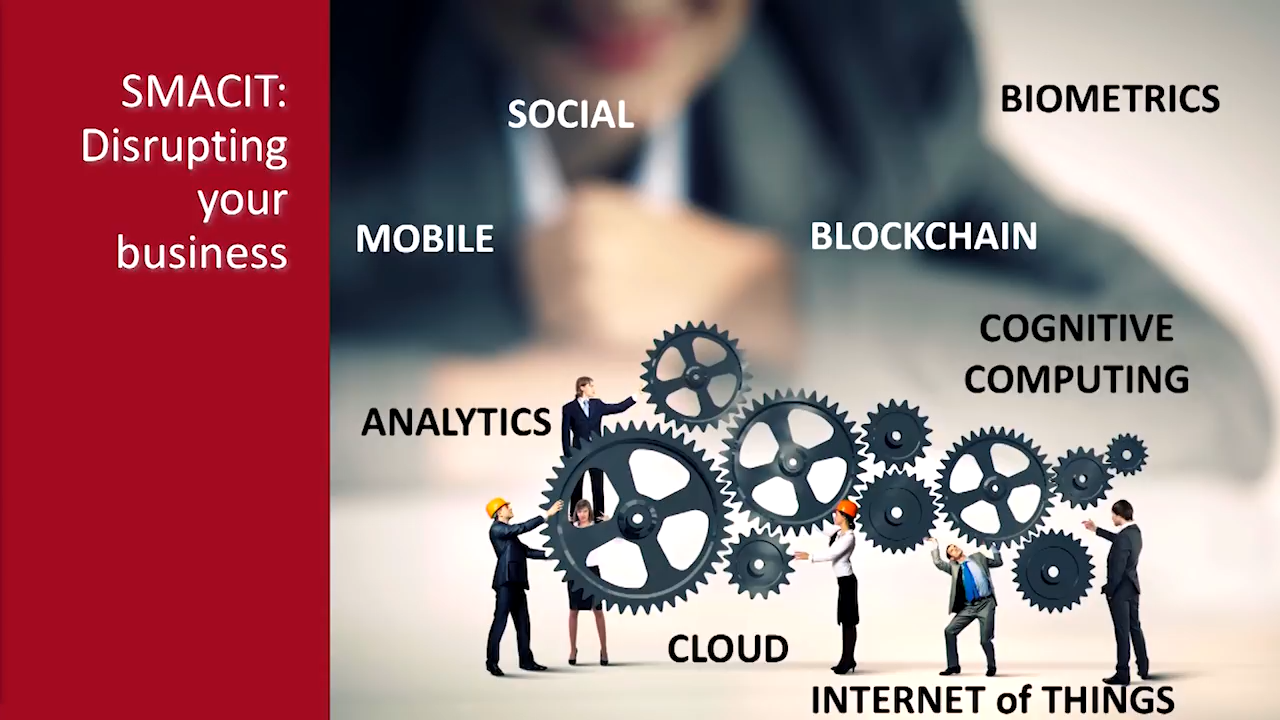 SMACIT:
Disrupting
your
business
SOCIAL
BIOMETRICS
MOBILE
BLOCKCHAIN
COGNITIVE
COMPUTING
ANALYTICS
CLOUD
INTERNET of THINGS